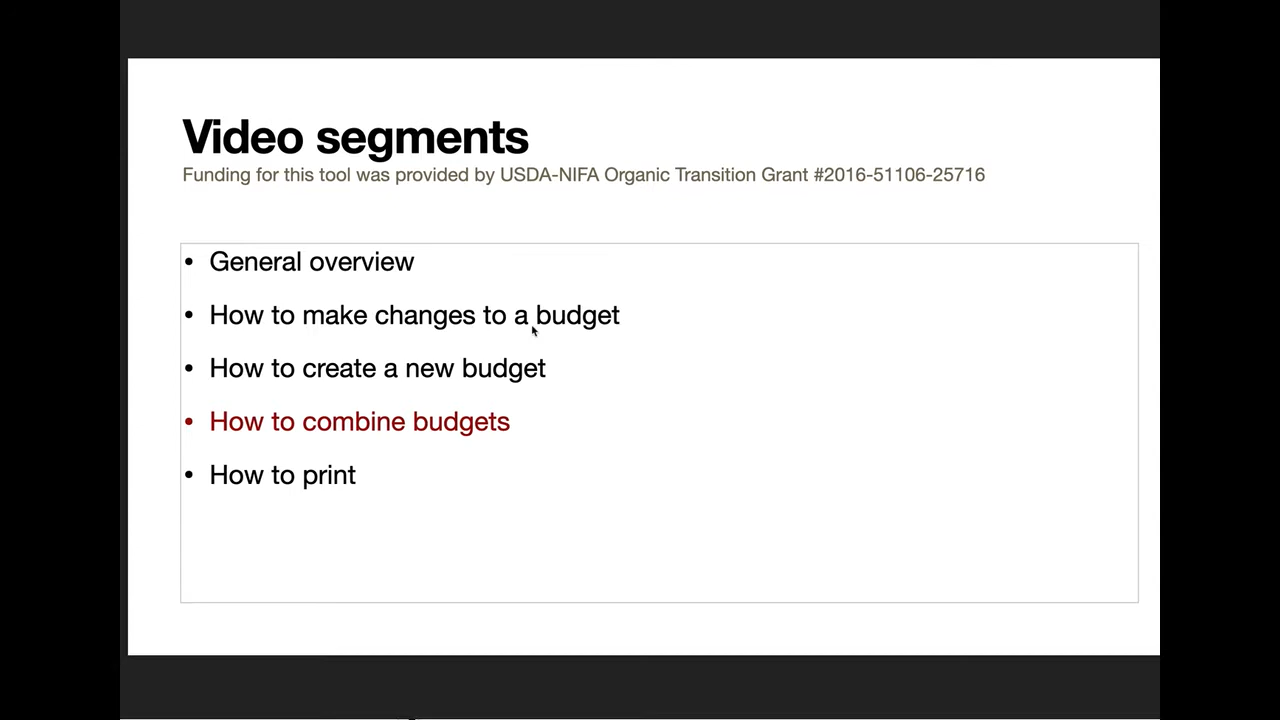 Video segments
Funding for this tool was provided by USDA-NIFA Organic Transition Grant #2016-51106-25716
• General overview
• How to make changes to a budget
• How to create a new budget
• How to combine budgets
• How to print